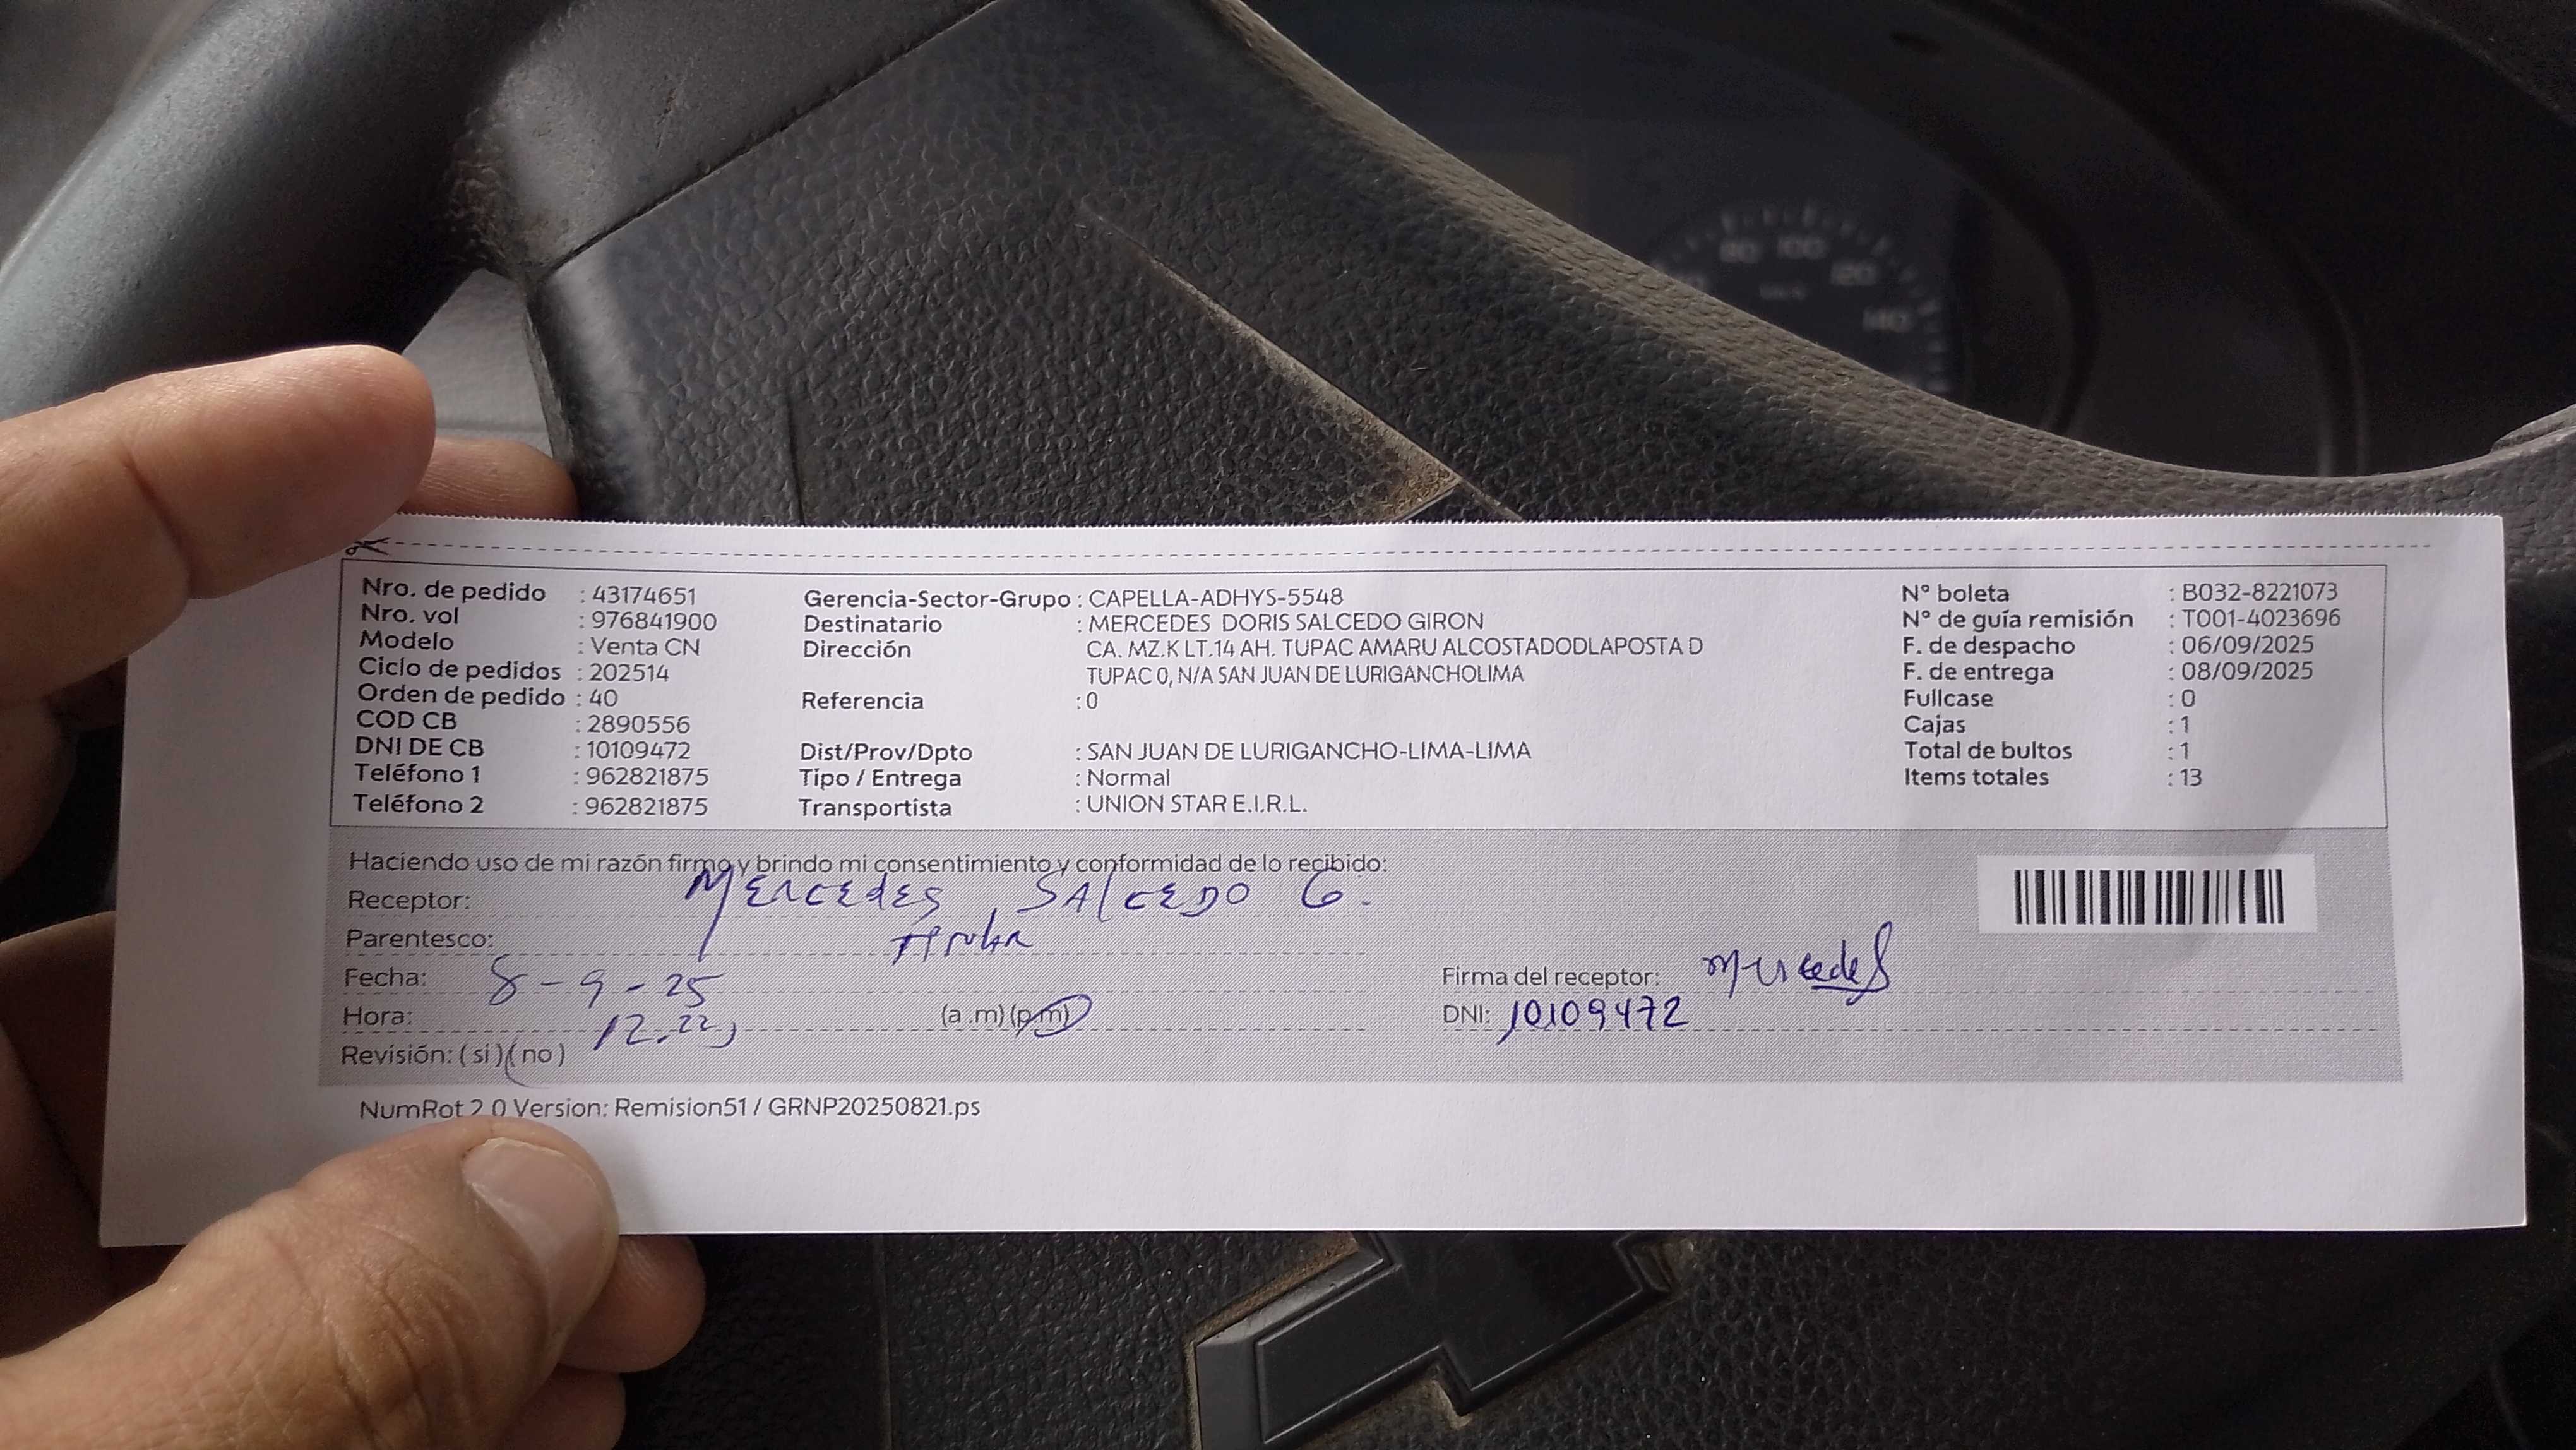 Nro. de pedido : 43174651
Nro. vol : 976841900
Modelo : Venta CN
Ciclo de pedidos : 202514
Orden de pedido : 40
COD CB : 2890556
DNI DE CB : 10109472
Teléfono 1 : 962821875
Teléfono 2 : 962821875
Gerencia-Sector-Grupo : CAPELLA-ADHYS-5548
Destinatario : MERCEDES DORIS SALCEDO GIRON
Dirección CA. MZ.K LT.14 AH. TUPAC AMARU ALCOSTADODLAPOSTA D
TUPAC 0, N/A SAN JUAN DE LURIGANCHOLIMA
Referencia : 0
Dist/Prov/Dpto : SAN JUAN DE LURIGANCHO-LIMA-LIMA
Tipo / Entrega : Normal
Transportista : UNION STAR E.I.R.L.
N° boleta : B032-8221073
N° de guía remisión : T001-4023696
F. de despacho : 06/09/2025
F. de entrega : 08/09/2025
Fullcase : 0
Cajas : 1
Total de bultos : 1
Items totales : 13
Haciendo uso de mi razón firmo y brindo mi consentimiento y conformidad de lo recibido:
Receptor: MERCEdES SALCEDO G.
Parentesco: Titular
Fecha: 8-9-25
Hora: 12.22 (a .m) (p.m)
Revisión: ( si ) ( no )
Firma del receptor: Mercedes
DNI: 10109472
NumRot 2.0 Version: Remision51 / GRNP20250821.ps
80 100 120 140